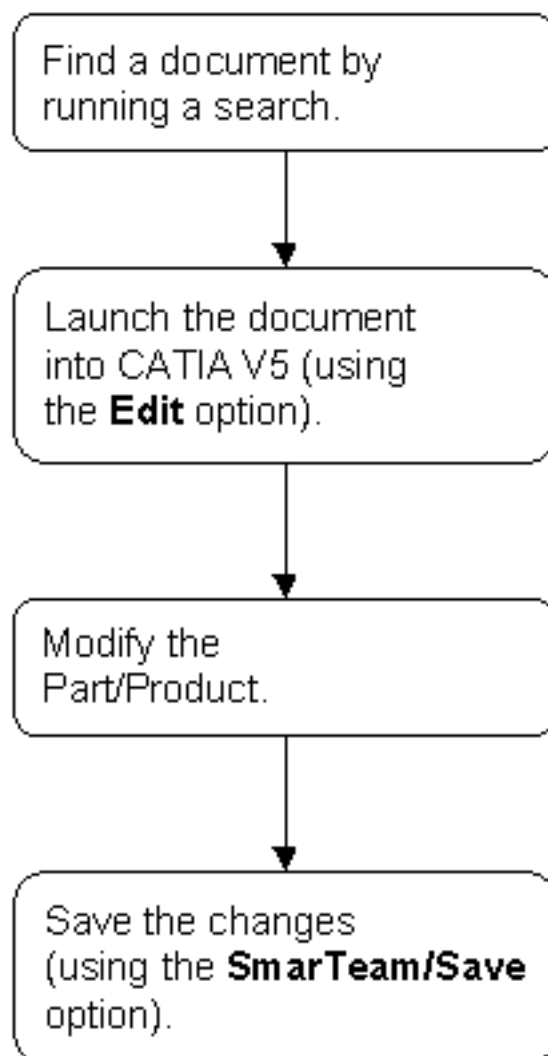 Find a document by
running a search.
Launch the document
into CATIA V5 (using
the Edit option).
Modify the
Part/Product.
Save the changes
(using the SmarTeam/Save
option).